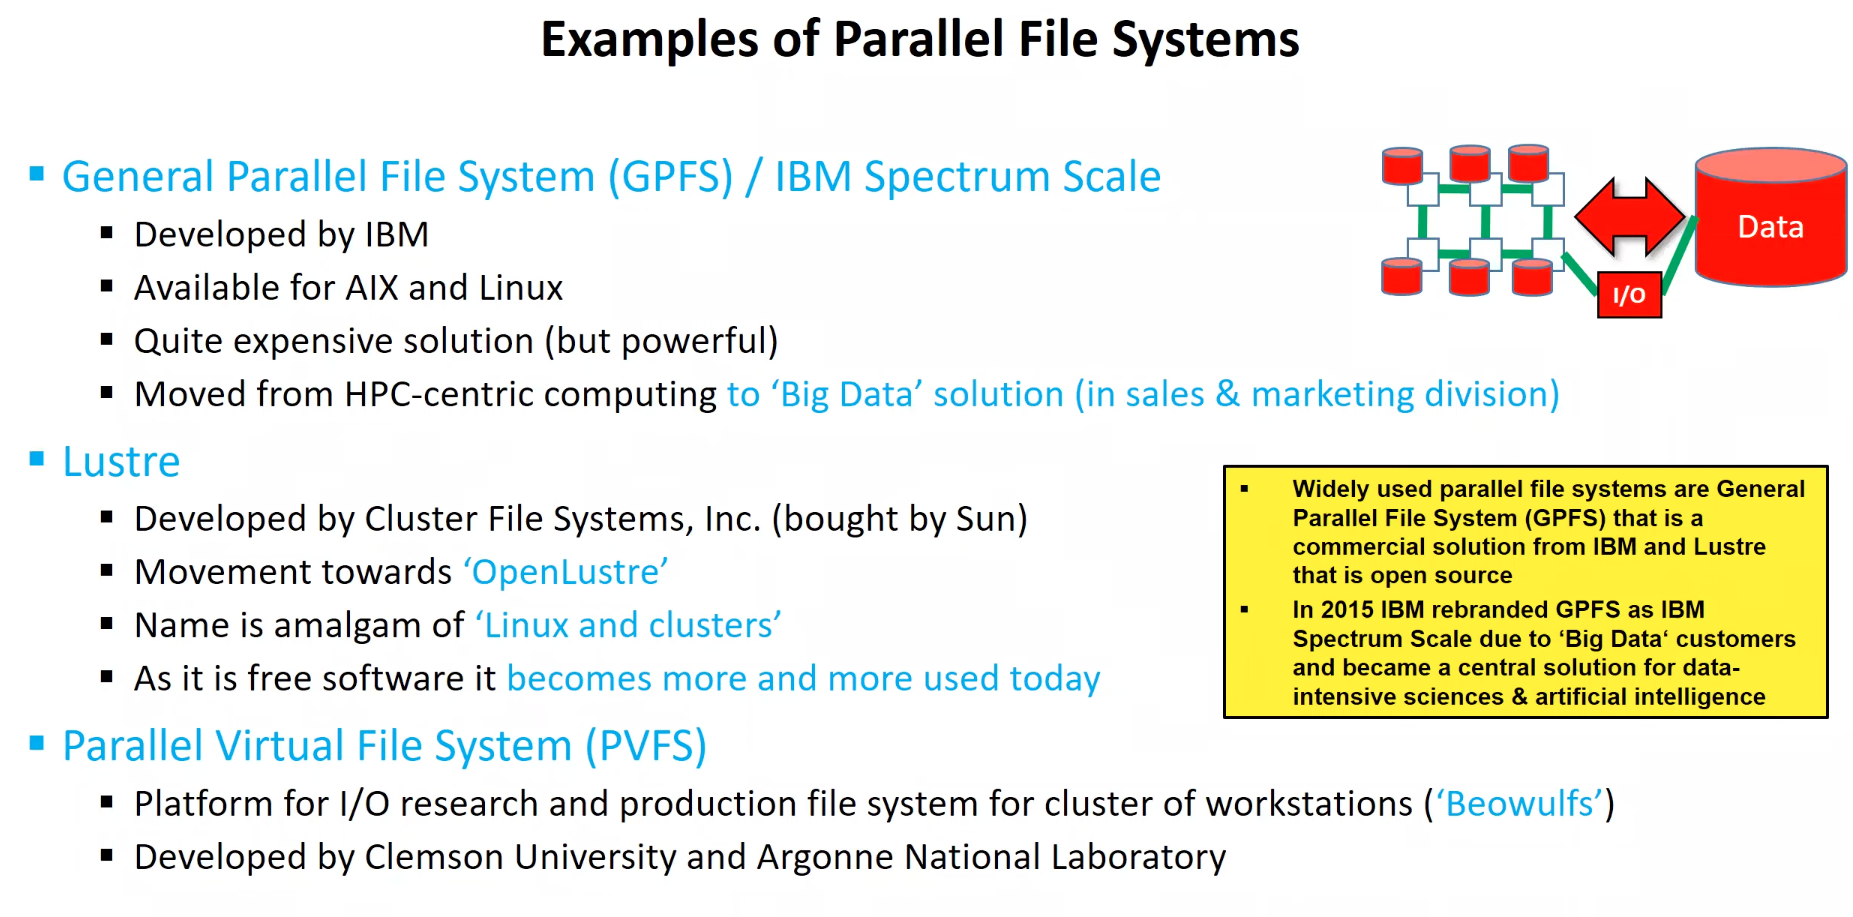 Examples of Parallel File Systems
▪ General Parallel File System (GPFS) / IBM Spectrum Scale
▪ Developed by IBM
▪ Available for AIX and Linux
▪ Quite expensive solution (but powerful)
▪ Moved from HPC-centric computing to ‘Big Data’ solution (in sales & marketing division)
Data
I/O
▪ Lustre
▪ Developed by Cluster File Systems, Inc. (bought by Sun)
▪ Movement towards ‘OpenLustre’
▪ Name is amalgam of ‘Linux and clusters’
▪ As it is free software it becomes more and more used today
▪ Widely used parallel file systems are General
Parallel File System (GPFS) that is a
commercial solution from IBM and Lustre
that is open source
▪ In 2015 IBM rebranded GPFS as IBM
Spectrum Scale due to ‘Big Data‘ customers
and became a central solution for data-
intensive sciences & artificial intelligence
▪ Parallel Virtual File System (PVFS)
▪ Platform for I/O research and production file system for cluster of workstations (‘Beowulfs’)
▪ Developed by Clemson University and Argonne National Laboratory